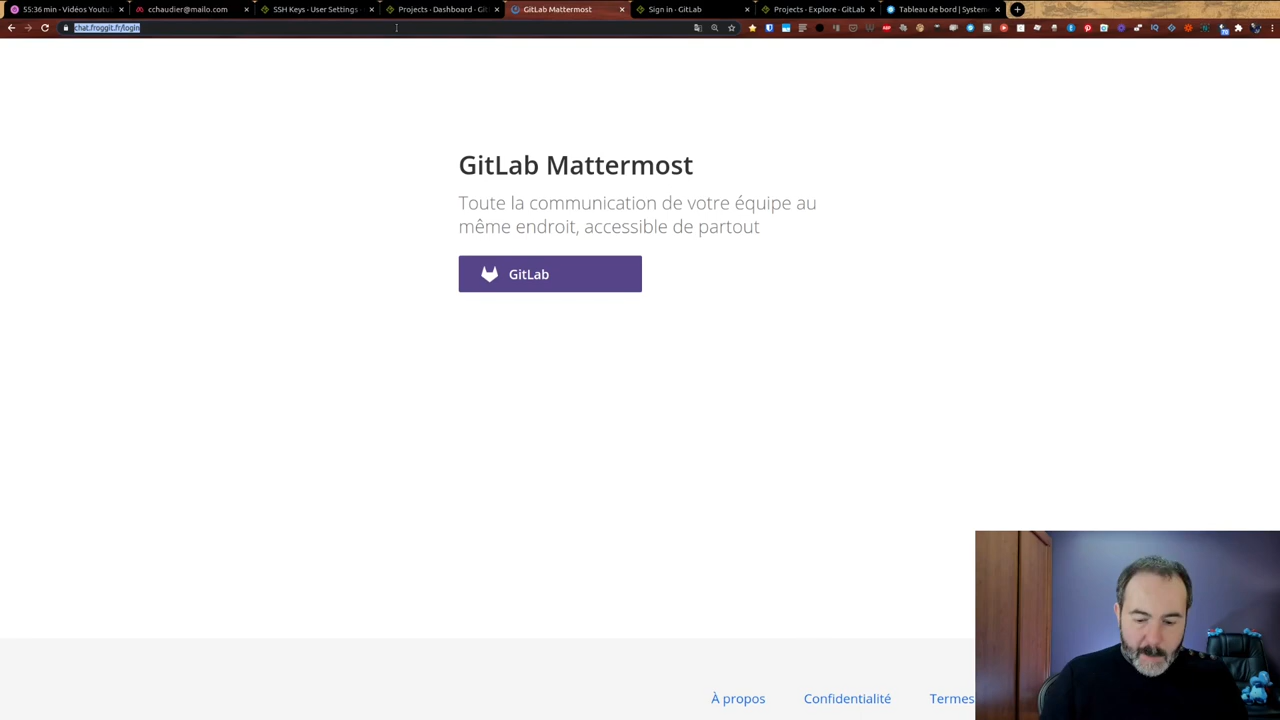 55:36 min - Vidéos Youtu
cchaudier@mailo.com
SSH Keys · User Settings
Projects · Dashboard · Git
GitLab Mattermost
Sign in · GitLab
Projects · Explore · GitLab
Tableau de bord | System
chat.froggit.fr/login
GitLab Mattermost
Toute la communication de votre équipe au
même endroit, accessible de partout
GitLab
À propos
Confidentialité
Termes